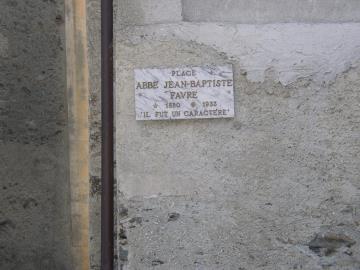 PLACE
ABBÉ JEAN-BAPTISTE
FAVRE
1880 1933
"IL FUT UN CARACTÈRE"